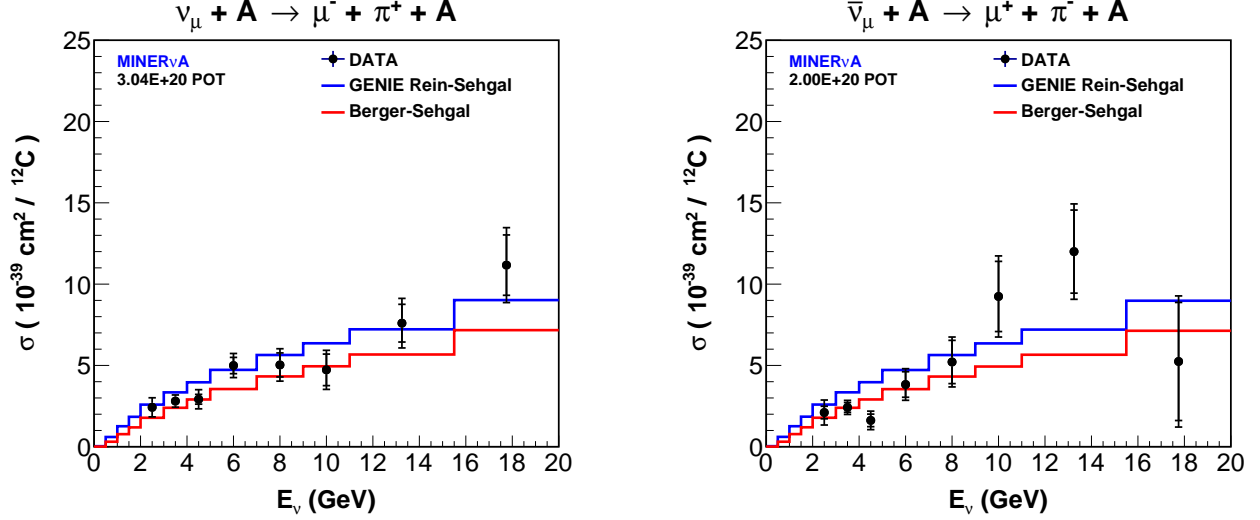 ν_μ + A → μ⁻ + π⁺ + A
25
20
15
10
5
0
σ ( 10⁻³⁹ cm² / ¹²C )
MINERνA
3.04E+20 POT
DATA
GENIE Rein-Sehgal
Berger-Sehgal
0 2 4 6 8 10 12 14 16 18 20
E_ν (GeV)
ν̅_μ + A → μ⁺ + π⁻ + A
25
20
15
10
5
0
σ ( 10⁻³⁹ cm² / ¹²C )
MINERνA
2.00E+20 POT
DATA
GENIE Rein-Sehgal
Berger-Sehgal
0 2 4 6 8 10 12 14 16 18 20
E_ν (GeV)